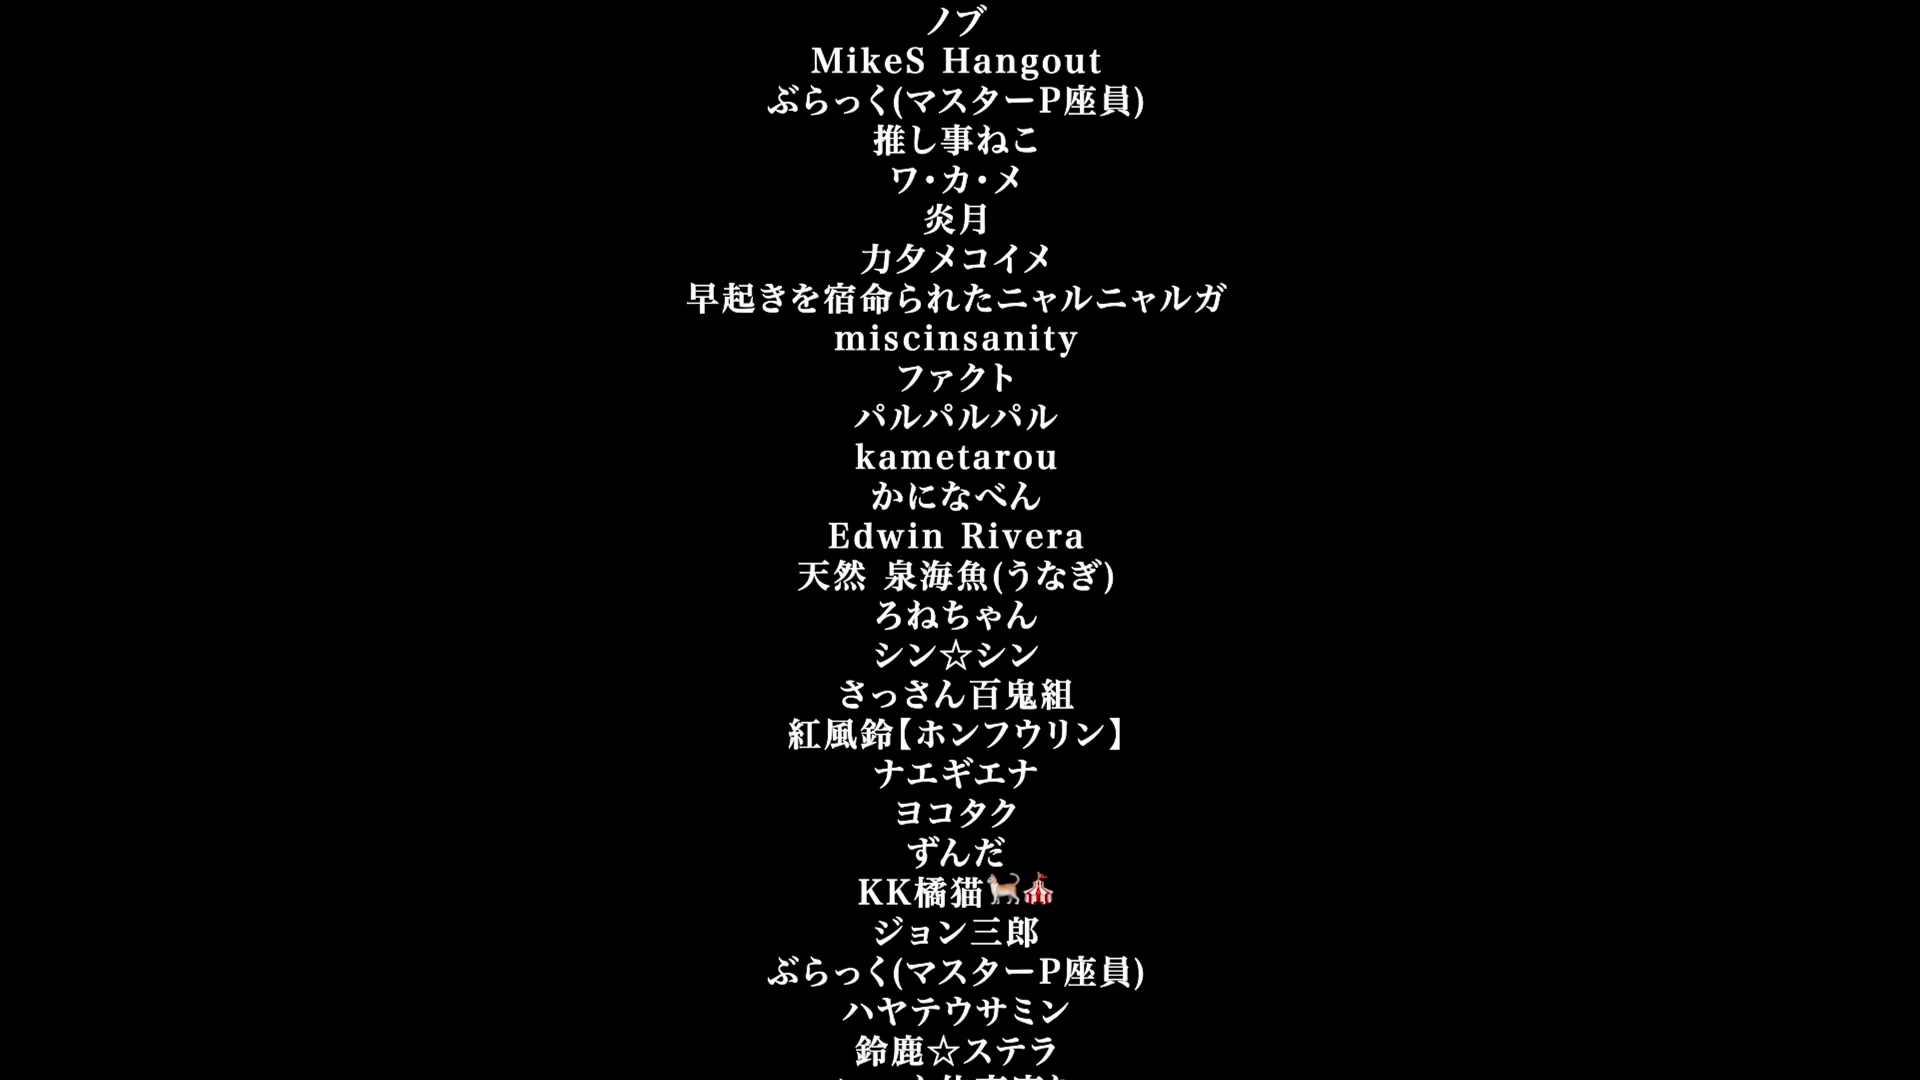 ノブ
MikeS Hangout
ぶらっく(マスターP座員)
推し事ねこ
ワ・カ・メ
炎月
カタメコイメ
早起きを宿命られたニャルニャルガ
miscinsanity
ファクト
パルパルパル
kametarou
かになべん
Edwin Rivera
天然 泉海魚(うなぎ)
ろねちゃん
シン☆シン
さっさん百鬼組
紅風鈴【ホンフウリン】
ナエギエナ
ヨコタク
ずんだ
KK橘猫🐈🎪
ジョン三郎
ぶらっく(マスターP座員)
ハヤテウサミン
鈴鹿☆ステラ